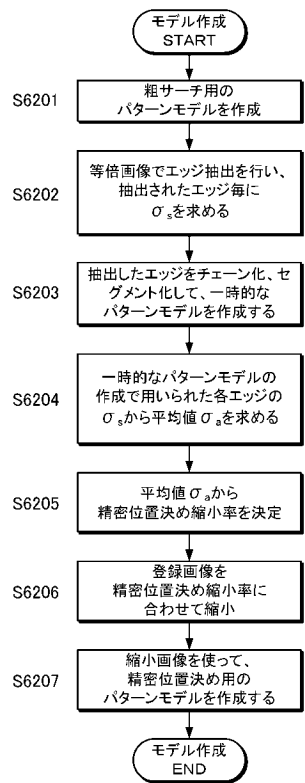 モデル作成
START
S6201
粗サーチ用の
パターンモデルを作成
S6202
等倍画像でエッジ抽出を行い、
抽出されたエッジ毎に
σsを求める
S6203
抽出したエッジをチェーン化、セ
グメント化して、一時的な
パターンモデルを作成する
S6204
一時的なパターンモデルの
作成で用いられた各エッジの
σsから平均値σaを求める
S6205
平均値σaから
精密位置決め縮小率を決定
S6206
登録画像を
精密位置決め縮小率に
合わせて縮小
S6207
縮小画像を使って、
精密位置決め用の
パターンモデルを作成する
モデル作成
END